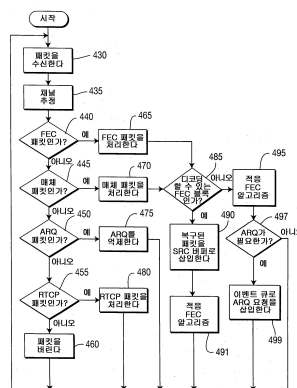 시작
패킷을
수신한다
430
채널
추정
435
FEC
패킷인가?
440
예
FEC 패킷을
처리한다
465
아니오
매체
패킷인가?
445
예
매체 패킷을
처리한다
470
디코딩
할 수 있는
FEC 블록
인가?
485
아니오
적응
FEC
알고리즘
495
아니오
ARQ
패킷인가?
450
예
ARQ를
억제한다
475
예
복구된
패킷을
SRC 버퍼로
삽입한다
490
ARQ가
필요한가?
497
아니오
RTCP
패킷인가?
455
예
RTCP 패킷을
처리한다
480
적응
FEC
알고리즘
491
예
이벤트 큐로
ARQ 요청을
삽입한다
499
아니오
아니오
패킷을
버린다
460